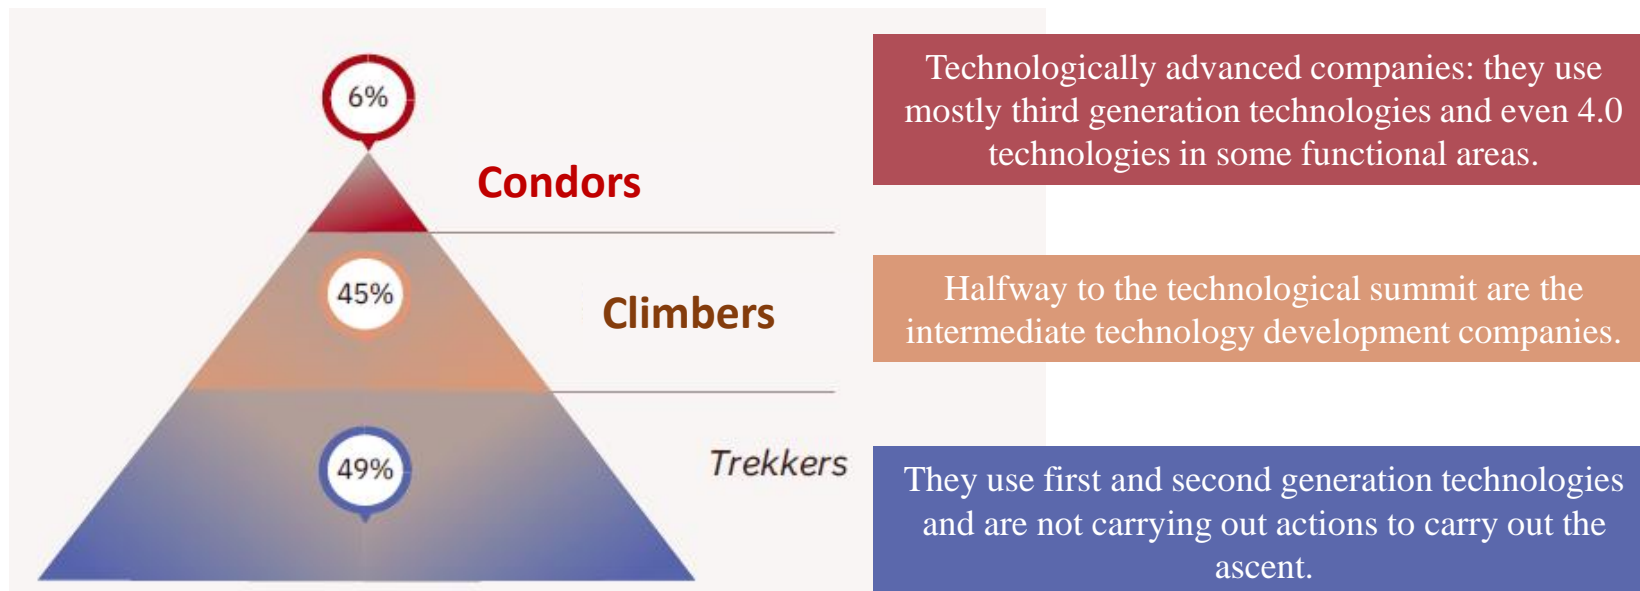 6%
Condors
Technologically advanced companies: they use
mostly third generation technologies and even 4.0
technologies in some functional areas.
45%
Climbers
Halfway to the technological summit are the
intermediate technology development companies.
49%
Trekkers
They use first and second generation technologies
and are not carrying out actions to carry out the
ascent.